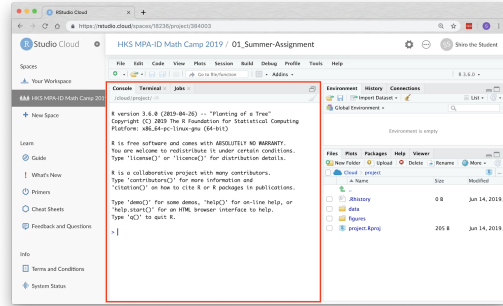 RStudio Cloud
https://rstudio.cloud/spaces/18236/project/384003
R Studio Cloud
HKS MPA-ID Math Camp 2019 / 01_Summer-Assignment
Shiro the Student
Spaces
Your Workspace
HKS MPA-ID Math Camp 201
New Space
Learn
Guide
What's New
Primers
Cheat Sheets
Feedback and Questions
Info
Terms and Conditions
System Status
File Edit Code View Plots Session Build Debug Profile Tools Help
Go to file/function
Addins
R 3.6.0
Console Terminal × Jobs ×
/cloud/project/
R version 3.6.0 (2019-04-26) -- "Planting of a Tree"
Copyright (C) 2019 The R Foundation for Statistical Computing
Platform: x86_64-pc-linux-gnu (64-bit)
R is free software and comes with ABSOLUTELY NO WARRANTY.
You are welcome to redistribute it under certain conditions.
Type 'license()' or 'licence()' for distribution details.
R is a collaborative project with many contributors.
Type 'contributors()' for more information and
'citation()' on how to cite R or R packages in publications.
Type 'demo()' for some demos, 'help()' for on-line help, or
'help.start()' for an HTML browser interface to help.
Type 'q()' to quit R.
>
Environment History Connections
Import Dataset
List
Global Environment
Environment is empty
Files Plots Packages Help Viewer
New Folder Upload Delete Rename More
Cloud project
Name Size Modified
..
.Rhistory 0 B Jun 14, 2019,
data
figures
project.Rproj 205 B Jun 14, 2019,